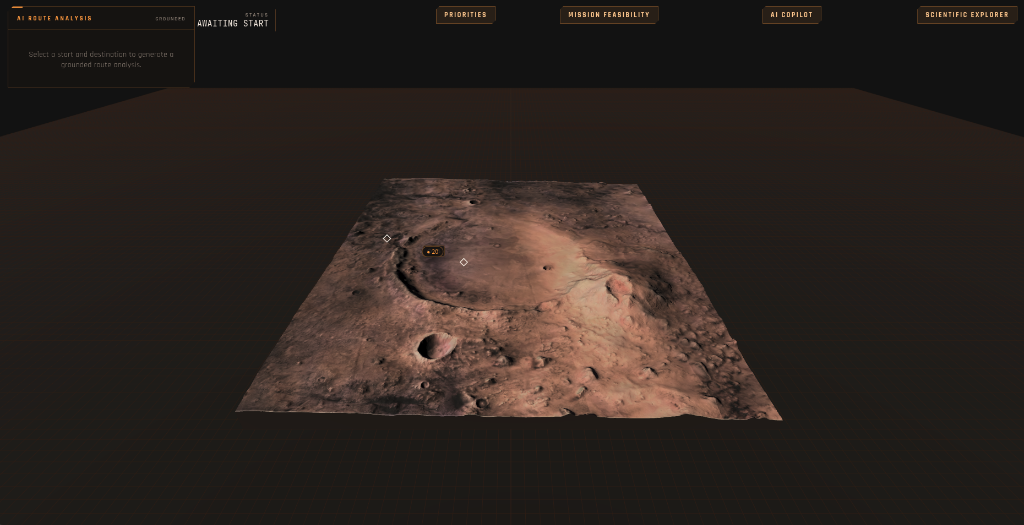 AI ROUTE ANALYSIS
GROUNDED
Select a start and destination to generate a
grounded route analysis.
STATUS
AWAITING START
PRIORITIES
MISSION FEASIBILITY
AI COPILOT
SCIENTIFIC EXPLORER
20